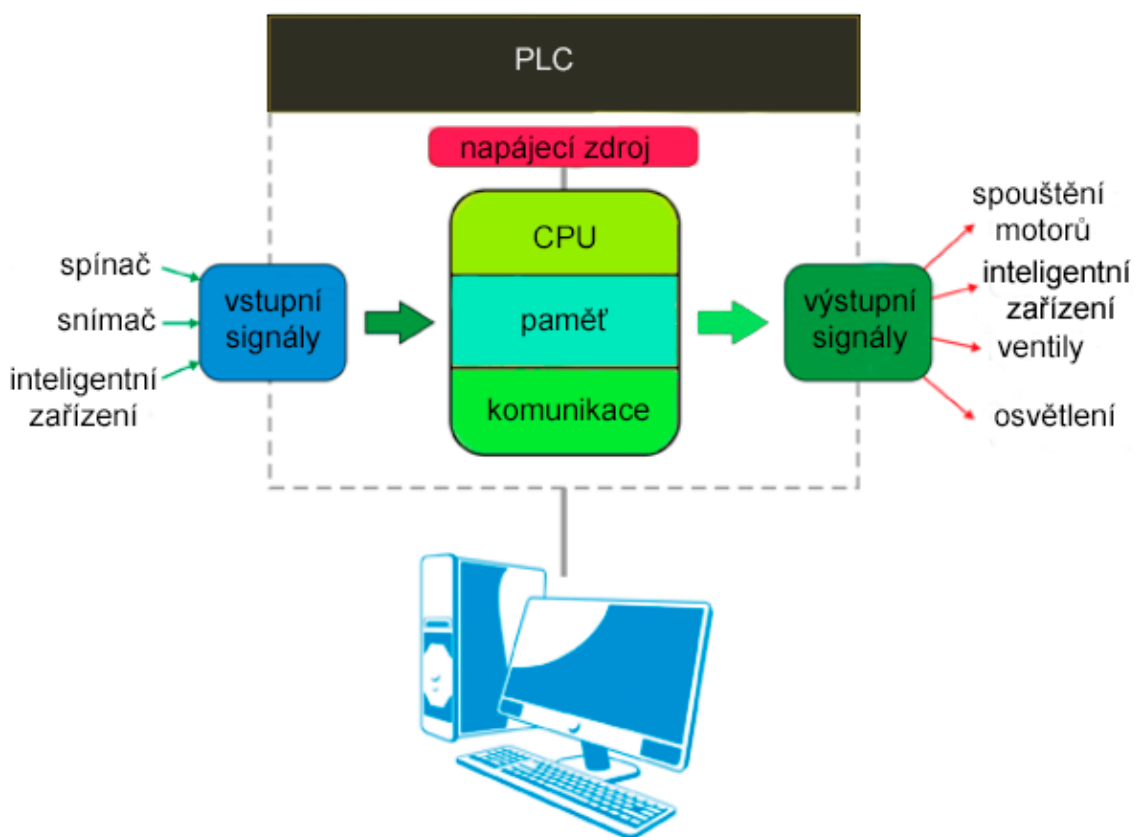 PLC
napájecí zdroj
CPU
paměť
komunikace
spínač
snímač
inteligentní
zařízení
vstupní
signály
výstupní
signály
spouštění
motorů
inteligentní
zařízení
ventily
osvětlení